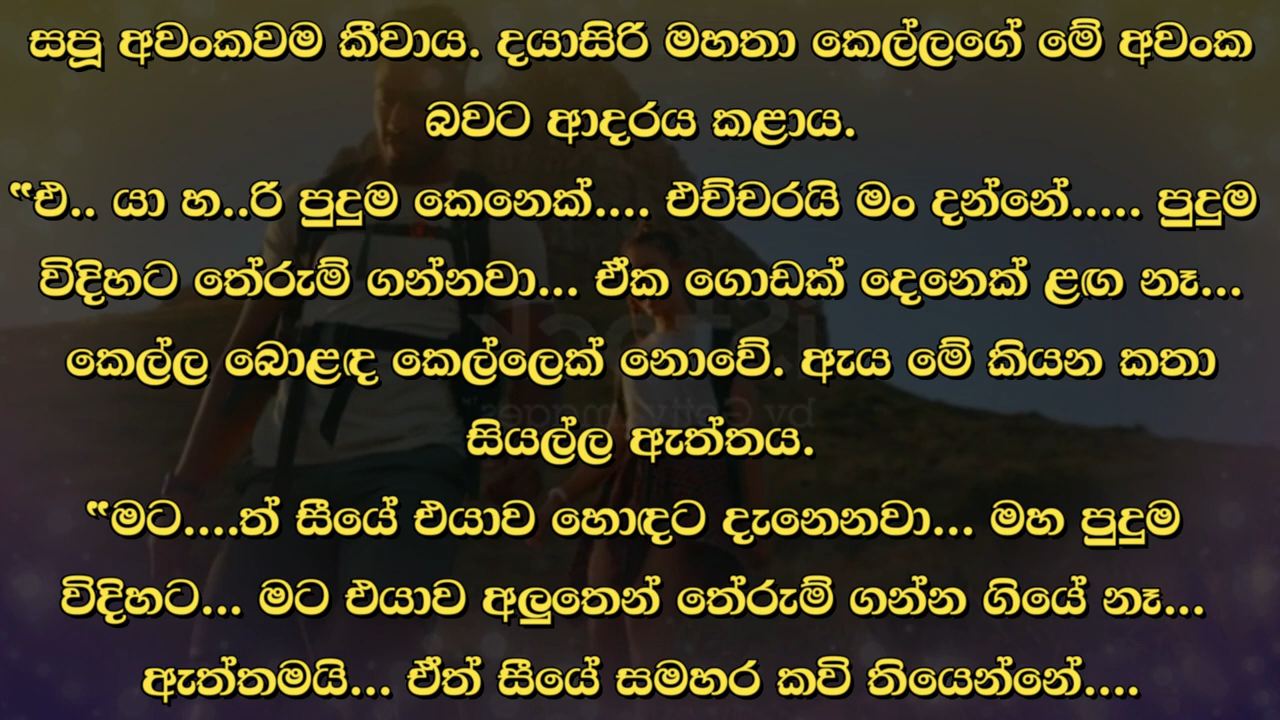 සපූ අවංකවම කීවාය. දයාසිරි මහතා කෙල්ලගේ මේ අවංක
බවට ආදරය කළාය.
“එ.. යා හ..රි පුදුම කෙනෙක්.... එච්චරයි මං දන්නේ..... පුදුම
විදිහට තේරුම් ගන්නවා... ඒක ගොඩක් දෙනෙක් ළඟ නෑ...
කෙල්ල බොළඳ කෙල්ලෙක් නොවේ. ඇය මේ කියන කතා
සියල්ල ඇත්තය.
“මට....ත් සීයේ එයාව හොඳට දැනෙනවා... මහ පුදුම
විදිහට... මට එයාව අලුතෙන් තේරුම් ගන්න ගියේ නෑ...
ඇත්තමයි... ඒත් සීයේ සමහර කවි තියෙන්නේ....